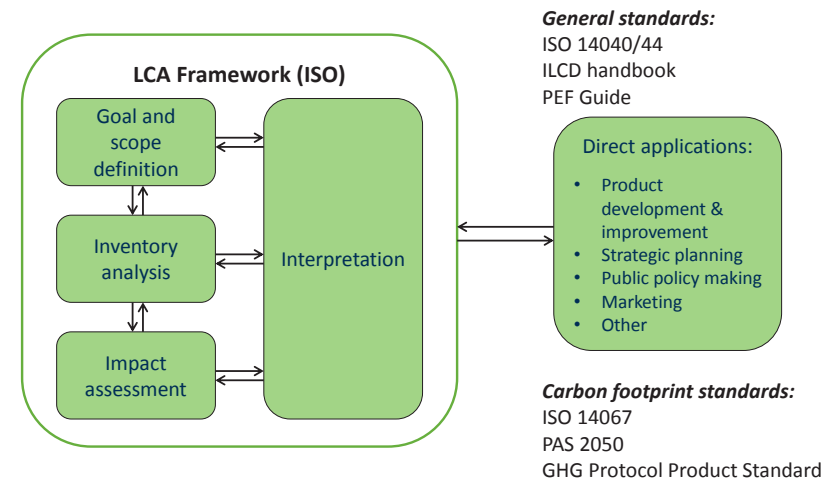 General standards:
ISO 14040/44
ILCD handbook
PEF Guide
LCA Framework (ISO)
Goal and
scope
definition
Inventory
analysis
Impact
assessment
Interpretation
Direct applications:
• Product
development &
improvement
• Strategic planning
• Public policy making
• Marketing
• Other
Carbon footprint standards:
ISO 14067
PAS 2050
GHG Protocol Product Standard